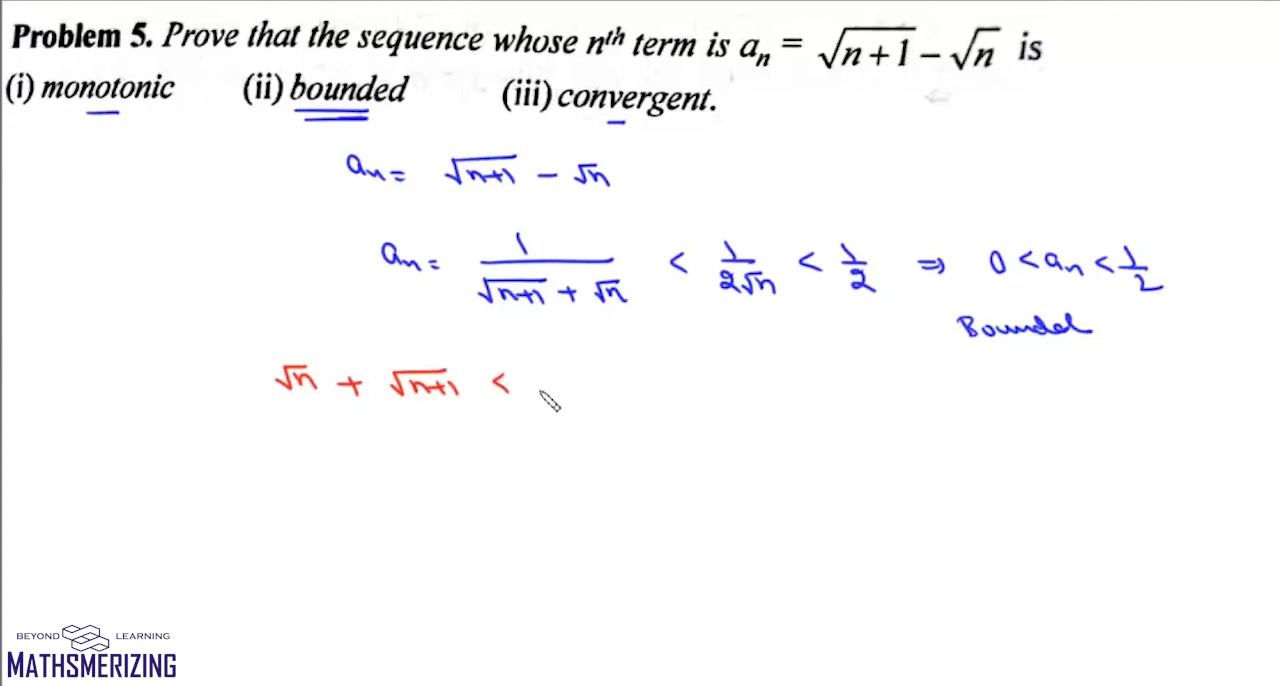 Problem 5. Prove that the sequence whose nᵗʰ term is aₙ = √(n+1) − √n is
(i) monotonic (ii) bounded (iii) convergent.
aₙ = √(n+1) − √n
aₙ = 1/(√(n+1) + √n) < 1/(2√n) < 1/2 ⇒ 0 < aₙ < 1/2
Bounded
√n + √(n+1) <
BEYOND LEARNING
MATHSMERIZING